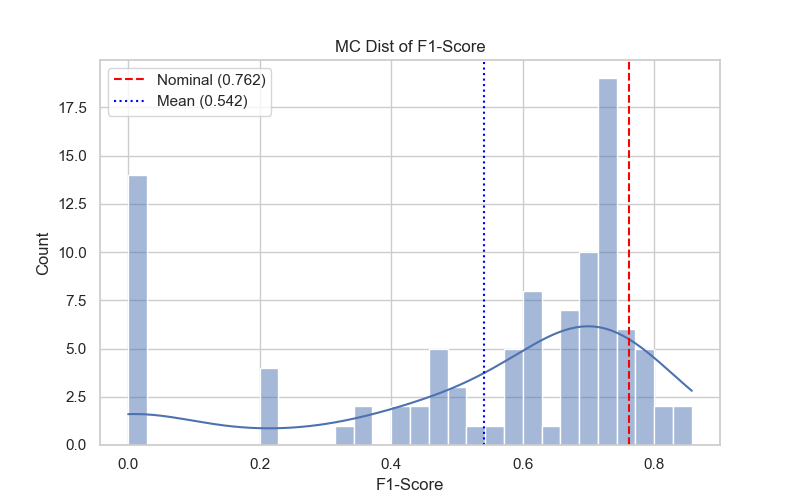 MC Dist of F1-Score
Nominal (0.762)
Mean (0.542)
17.5
15.0
12.5
10.0
7.5
5.0
2.5
0.0
Count
0.0 0.2 0.4 0.6 0.8
F1-Score